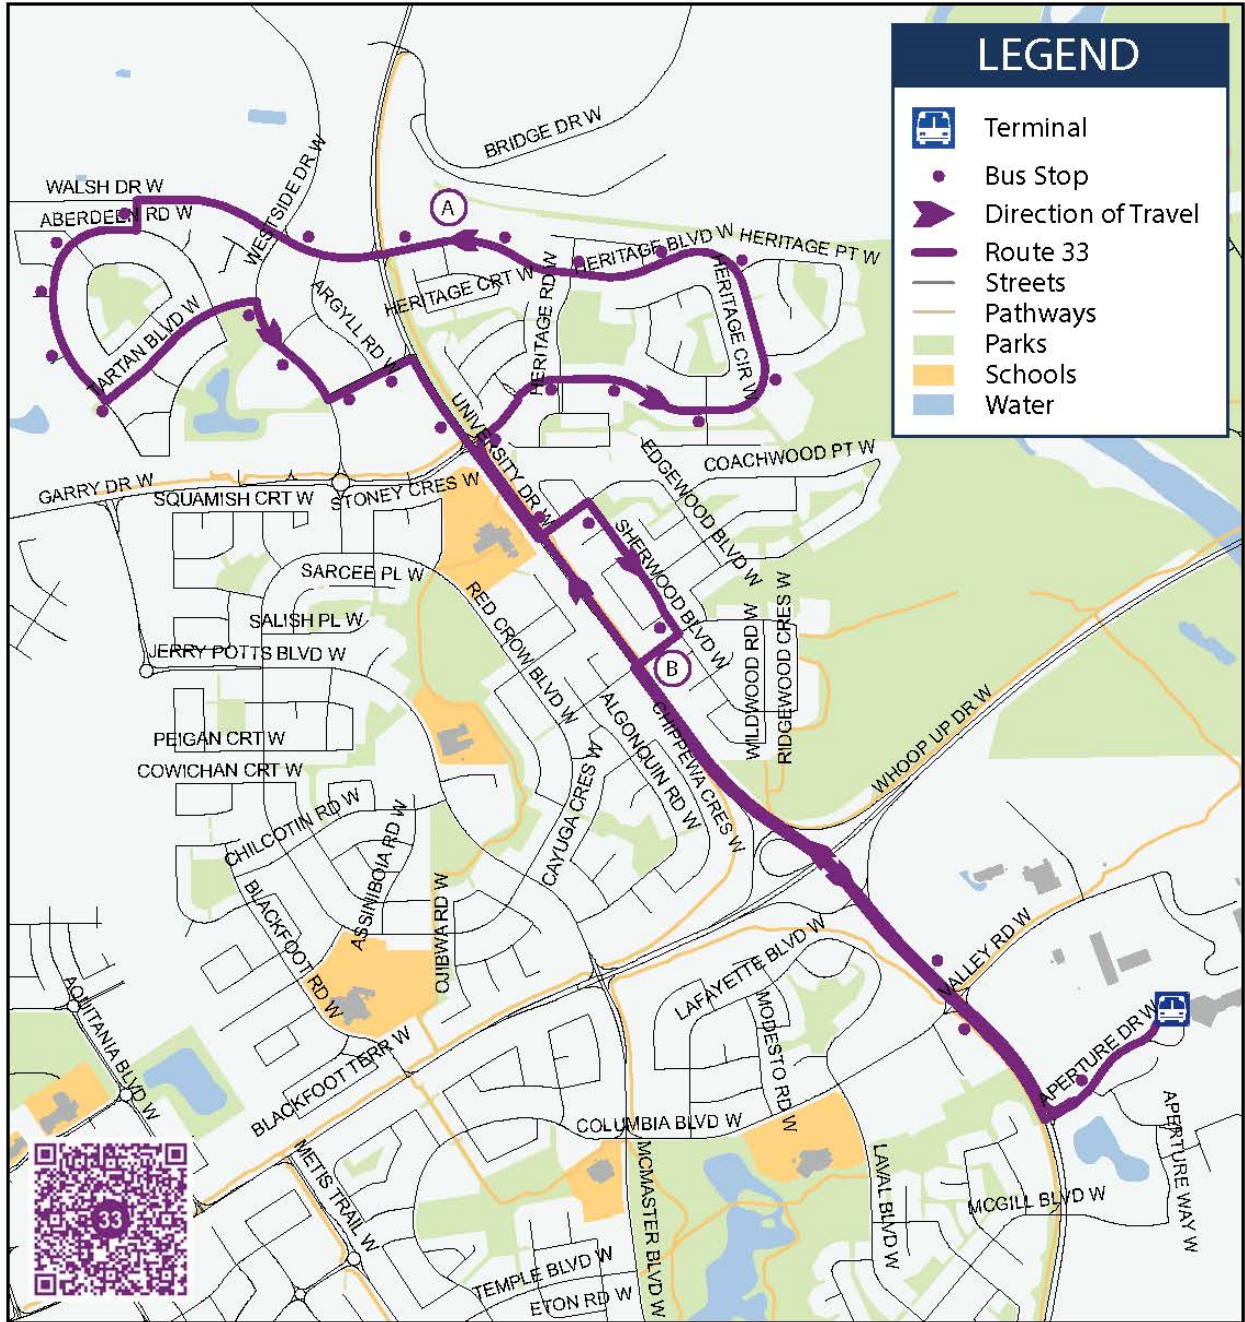 LEGEND
Terminal
Bus Stop
Direction of Travel
Route 33
Streets
Pathways
Parks
Schools
Water
BRIDGE DR W
WALSH DR W
ABERDEEN RD W
WESTSIDE DR W
A
HERITAGE BLVD W
HERITAGE PT W
HERITAGE CRT W
HERITAGE RD W
HERITAGE CIR W
ARGYLL RD W
TARTAN BLVD W
UNIVERSITY DR W
EDGEWOOD BLVD W
COACHWOOD PT W
GARRY DR W
SQUAMISH CRT W
STONEY CRES W
SHERWOOD BLVD W
SARCEE PL W
RED CROW BLVD W
WILDWOOD RD W
RIDGEWOOD CRES W
SALISH PL W
JERRY POTTS BLVD W
B
PEIGAN CRT W
COWICHAN CRT W
ALGONQUIN RD W
CHIPPEWA CRES W
WHOOP UP DR W
CHILCOTIN RD W
CAYUGA CRES W
ASSINIBOIA RD W
BLACKFOOT RD W
OJIBWA RD W
LAFAYETTE BLVD W
VALLEY RD W
AQUITANIA BLVD W
MODESTO RD W
APERTURE DR W
BLACKFOOT TERR W
COLUMBIA BLVD W
APERTURE WAY W
METIS TRAIL W
MCMASTER BLVD W
LAVAL BLVD W
MCGILL BLVD W
33
TEMPLE BLVD W
ETON RD W